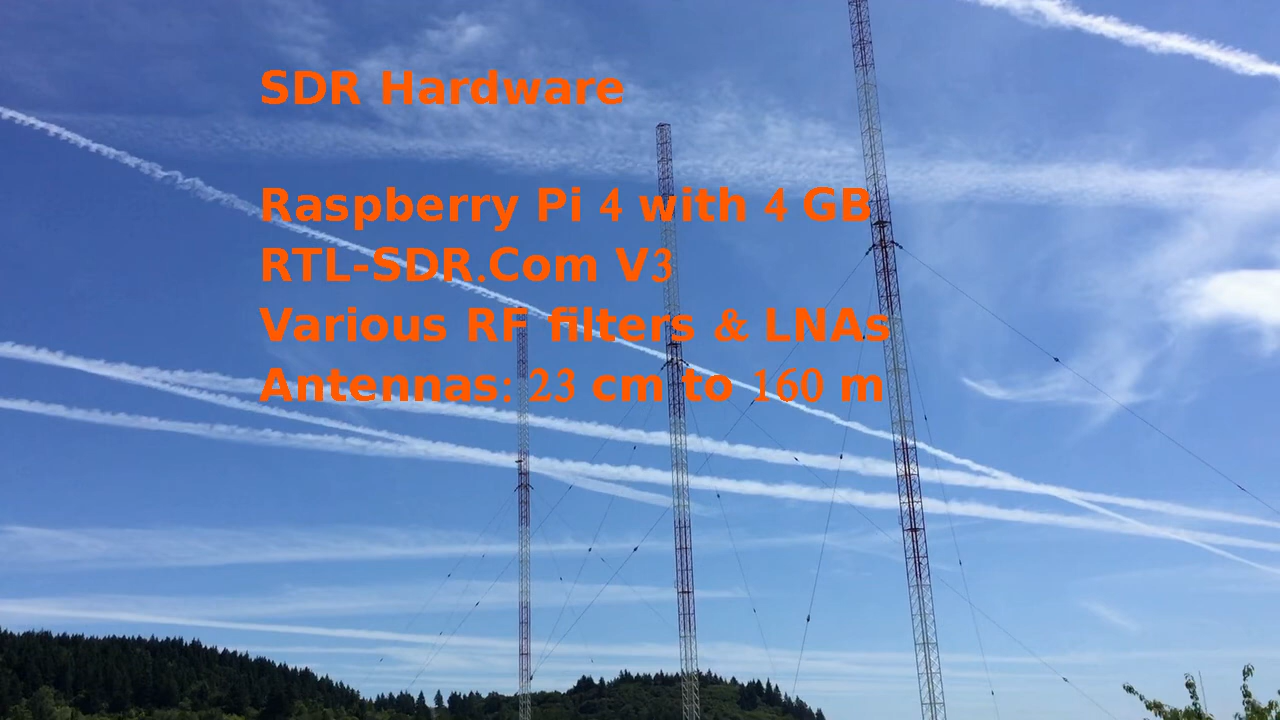 SDR Hardware
Raspberry Pi 4 with 4 GB
RTL-SDR.Com V3
Various RF filters & LNAs
Antennas: 23 cm to 160 m